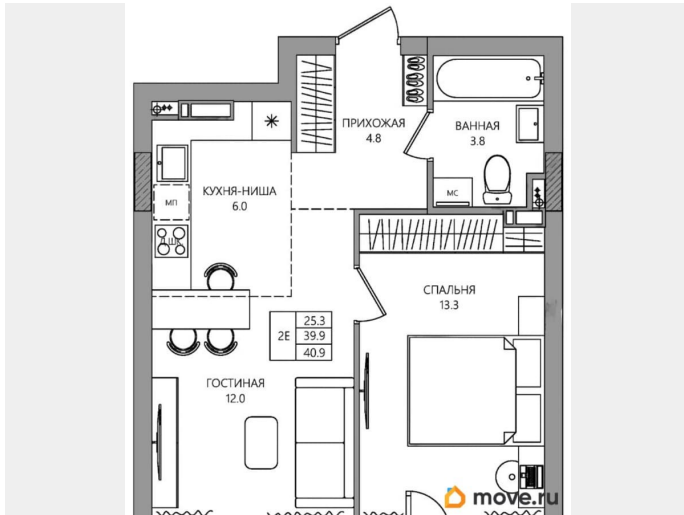 ПРИХОЖАЯ
4.8
ВАННАЯ
3.8
КУХНЯ-НИША
6.0
МП
МС
Д.ШК
СПАЛЬНЯ
13.3
2Е
25.3
39.9
40.9
ГОСТИНАЯ
12.0
move.ru